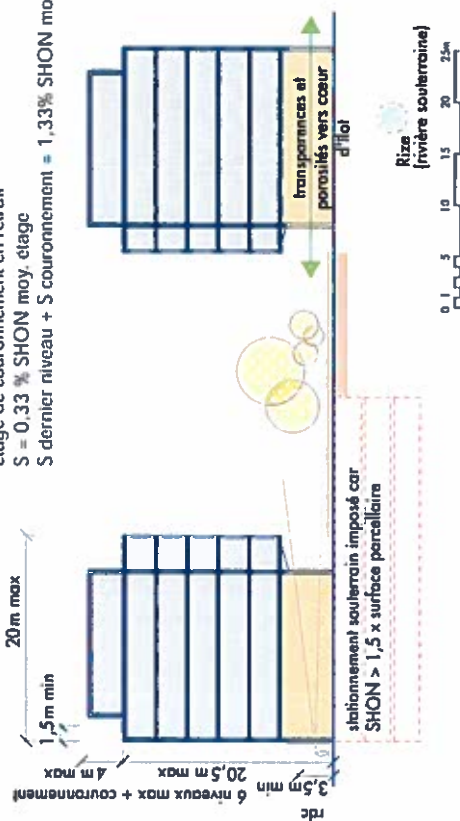 étage de couronnement en retrait
S = 0,33 % SHON moy. étage
S dernier niveau + S couronnement = 1,33% SHON mo
20m max
1,5m min
4m max
6 niveaux max + couronnement
20,5m max
3,5m min
rdc
transparences et
porosités vers cœur
d'îlot
stationnement souterrain imposé car
SHON > 1,5 x surface parcellaire
Rize
(rivière souterraine)
0 1 5 10 15 20 25m